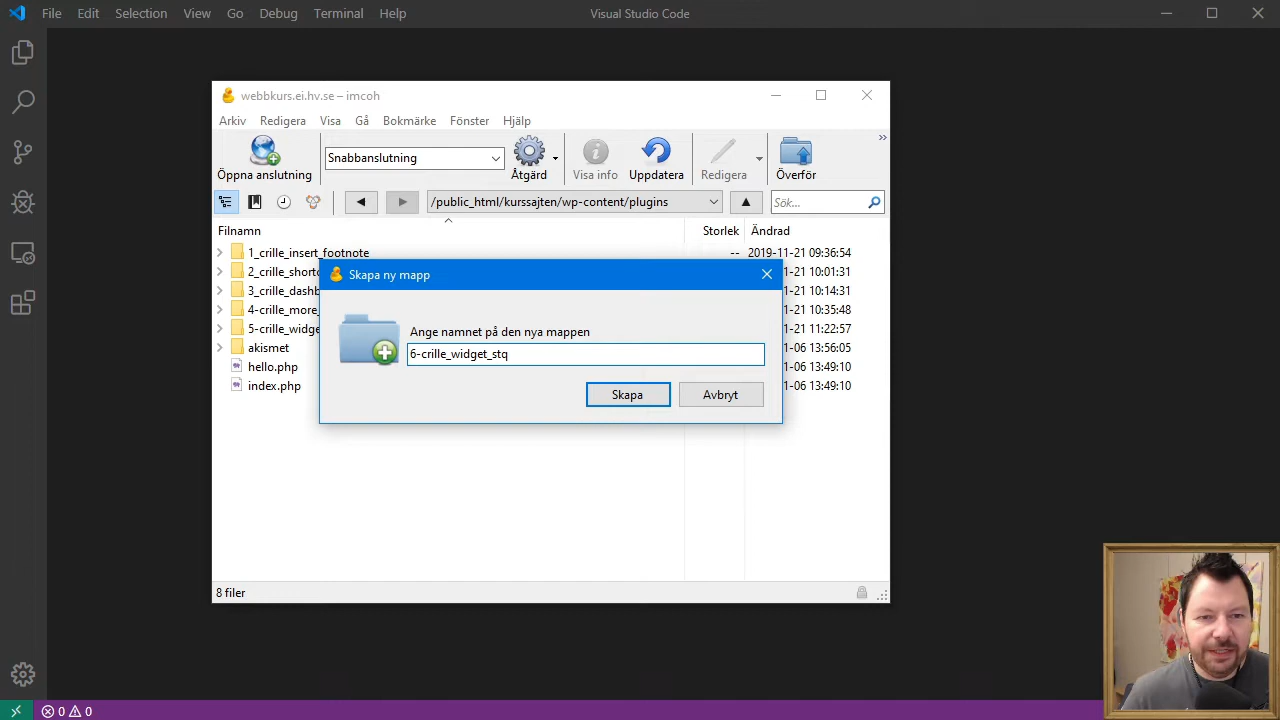 File Edit Selection View Go Debug Terminal Help Visual Studio Code
webbkurs.ei.hv.se – imcoh
Arkiv Redigera Visa Gå Bokmärke Fönster Hjälp
Öppna anslutning Snabbanslutning Åtgärd Visa info Uppdatera Redigera Överför
/public_html/kurssajten/wp-content/plugins Sök...
Filnamn Storlek Ändrad
1_crille_insert_footnote -- 2019-11-21 09:36:54
2_crille_shortc 1-21 10:01:31
3_crille_dashb 1-21 10:14:31
4-crille_more_ 1-21 10:35:48
5-crille_widge 1-21 11:22:57
akismet 1-06 13:56:05
hello.php 1-06 13:49:10
index.php 1-06 13:49:10
Skapa ny mapp
Ange namnet på den nya mappen
6-crille_widget_stq
Skapa Avbryt
8 filer
0 0